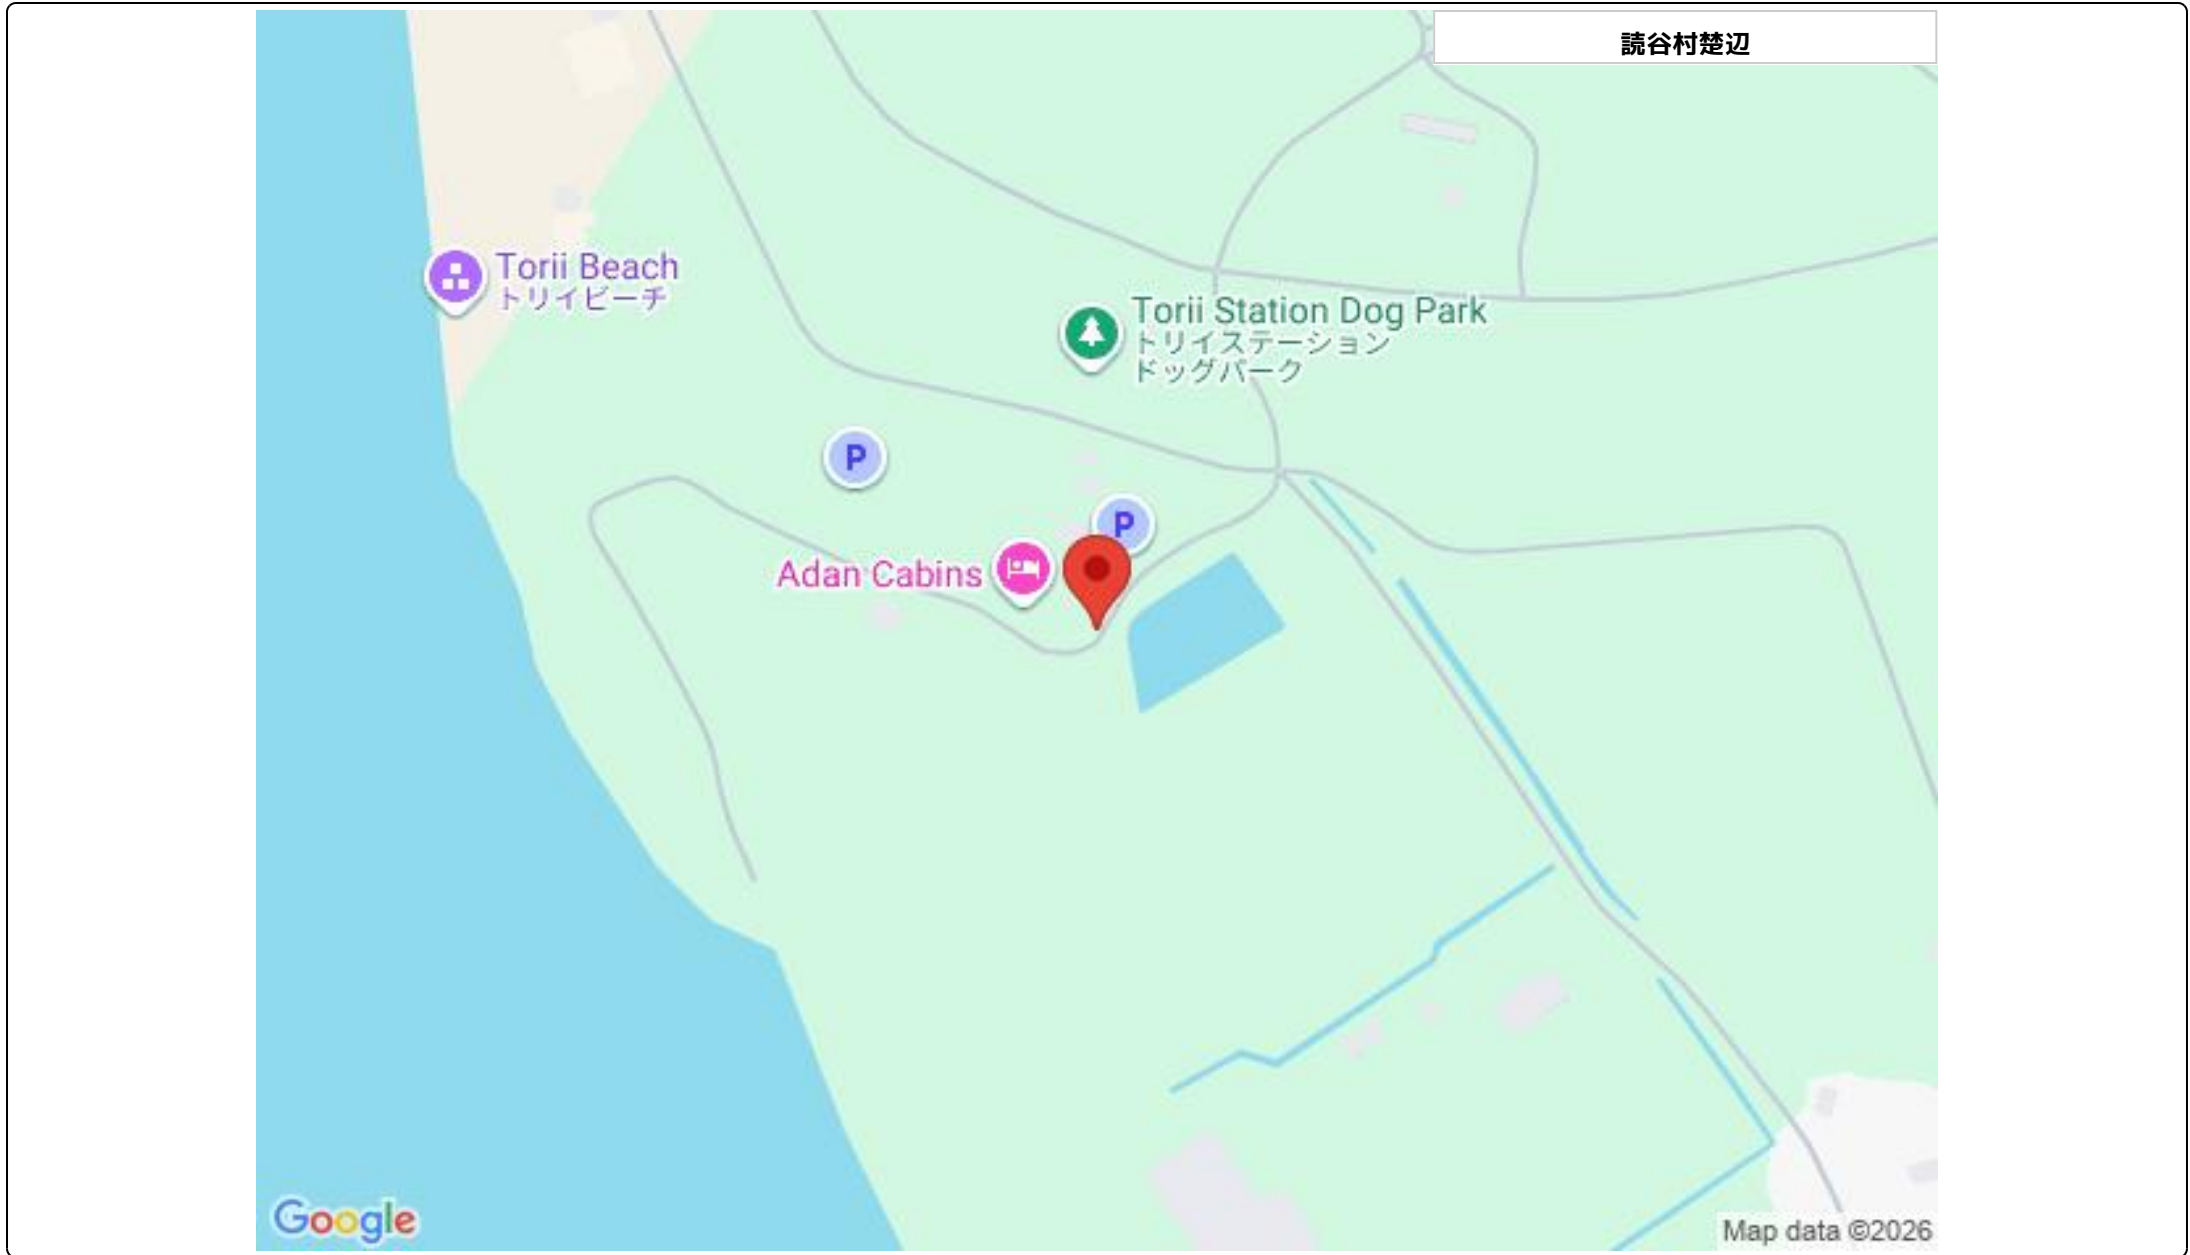 読谷村楚辺
Torii Beach
トリイビーチ
Torii Station Dog Park
トリイステーション
ドッグパーク
P
P
Adan Cabins
Google
Map data ©2026